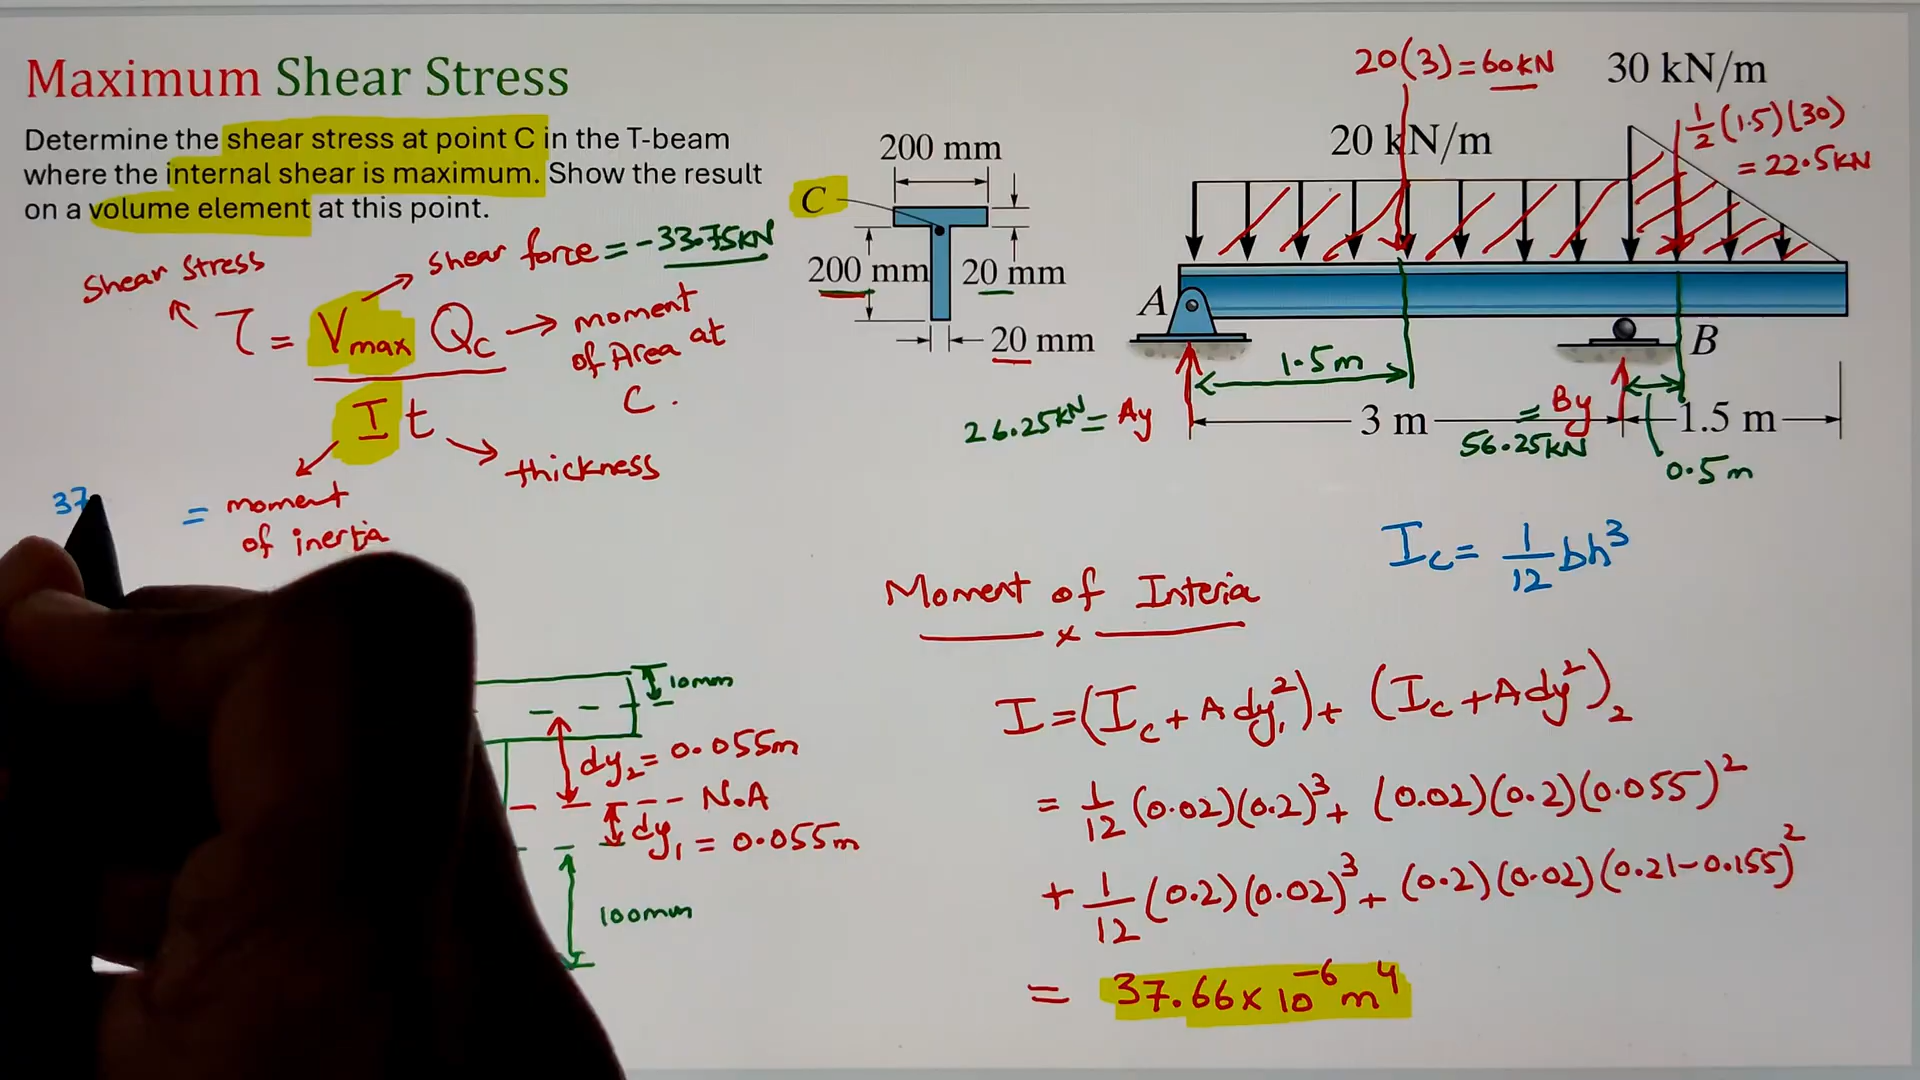 Maximum Shear Stress
Determine the shear stress at point C in the T-beam
where the internal shear is maximum. Show the result
on a volume element at this point.
Shear Stress
shear force = -33.75kN
τ = Vmax Qc
I t
moment
of Area at
C.
thickness
37
= moment
of inertia
200 mm
C
200 mm
20 mm
20 mm
20(3)=60kN
30 kN/m
20 kN/m
1/2 (1.5)(30)
= 22.5kN
A
B
1.5m
26.25kN = Ay
3 m
= By
56.25kN
1.5 m
0.5m
Ic = 1/12 bh³
Moment of Interia
x
I = (Ic + A dy₁²) + (Ic + A dy²)₂
= 1/12 (0.02)(0.2)³ + (0.02)(0.2)(0.055)²
+ 1/12 (0.2)(0.02)³ + (0.2)(0.02)(0.21-0.155)²
= 37.66 x 10⁻⁶ m⁴
10mm
dy₂ = 0.055m
N.A
dy₁ = 0.055m
100mm